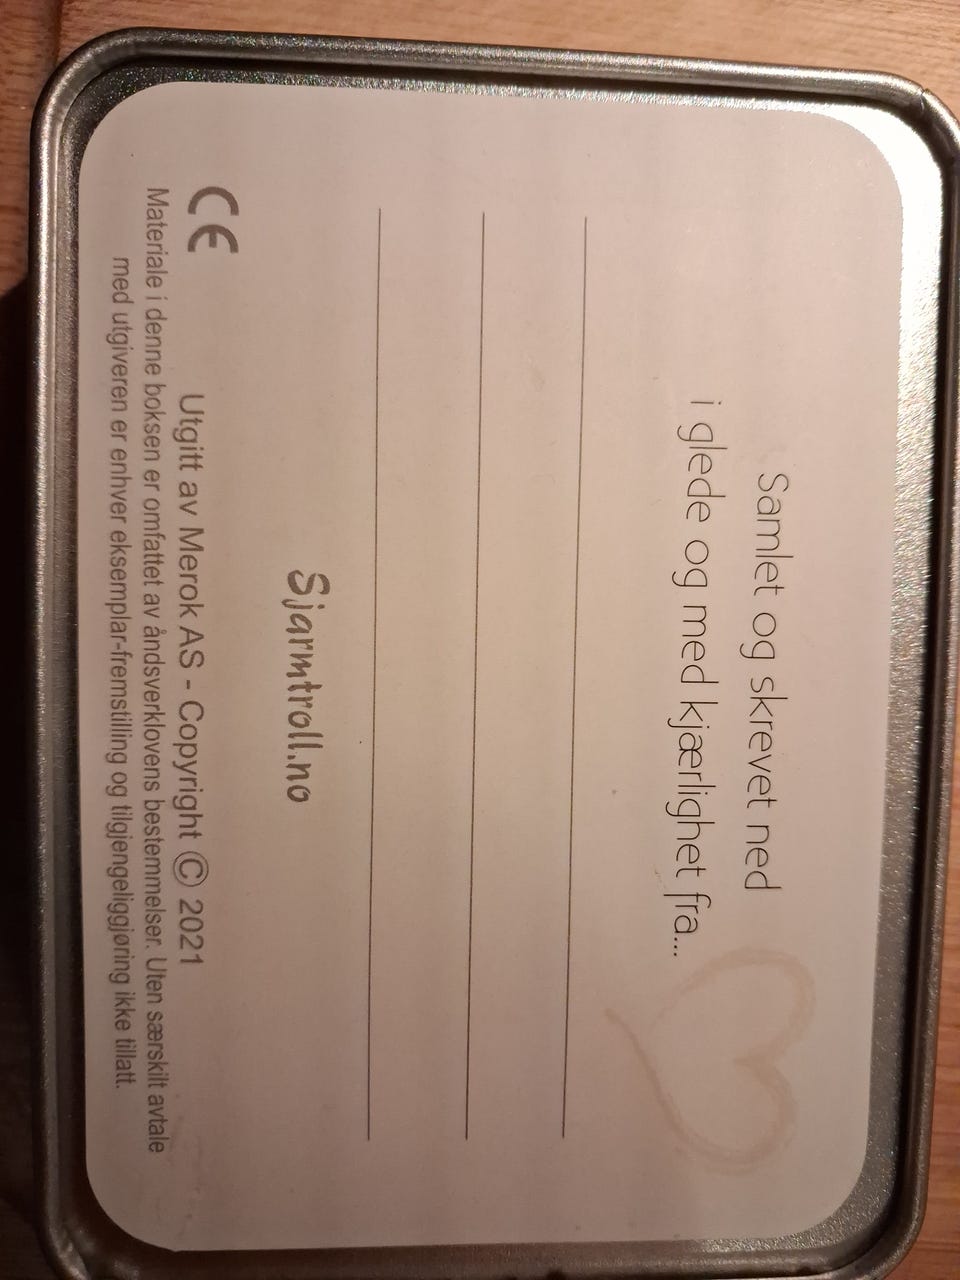 Samlet og skrevet ned
i glede og med kjærlighet fra...
Sjarmtroll.no
CE
Utgitt av Merok AS - Copyright © 2021
Materiale i denne boksen er omfattet av åndsverklovens bestemmelser. Uten særskilt avtale
med utgiveren er enhver eksemplar-fremstilling og tilgjengeliggjøring ikke tillatt.